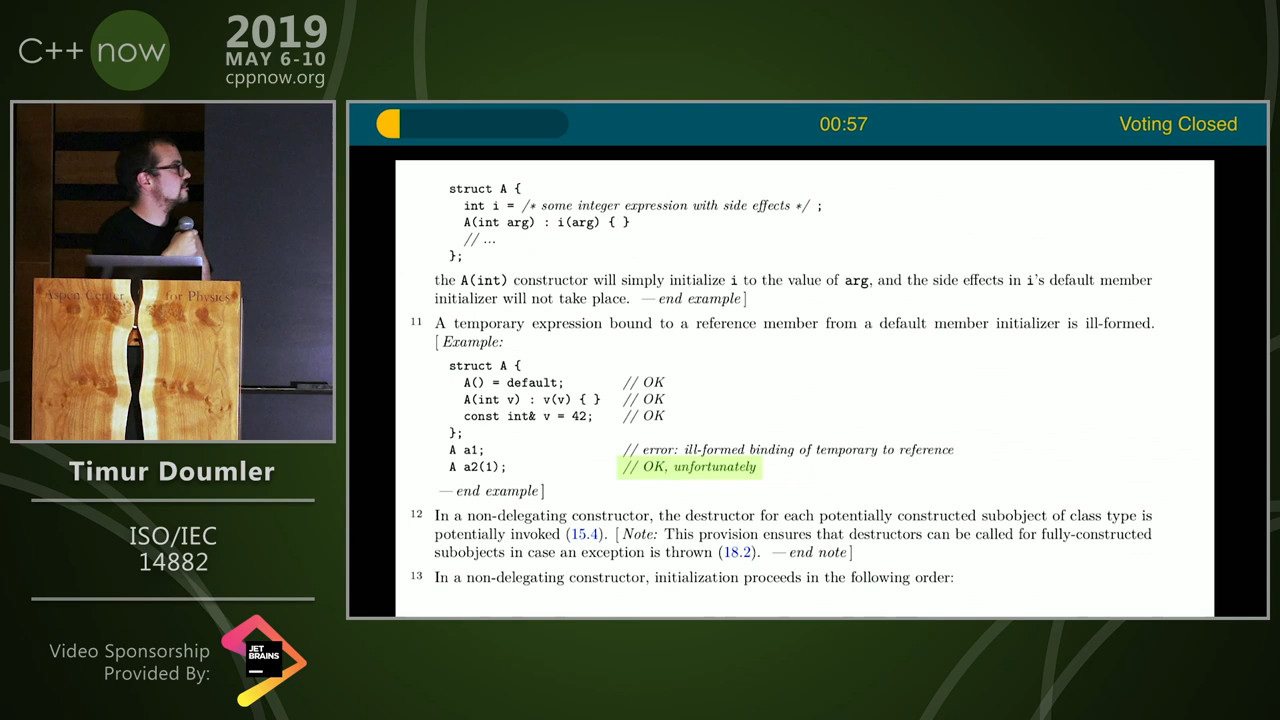 C++ now
2019
MAY 6-10
cppnow.org
00:57
Voting Closed
struct A {
int i = /* some integer expression with side effects */ ;
A(int arg) : i(arg) { }
// ...
};
the A(int) constructor will simply initialize i to the value of arg, and the side effects in i's default member
initializer will not take place. — end example ]
11 A temporary expression bound to a reference member from a default member initializer is ill-formed.
[ Example:
struct A {
A() = default; // OK
A(int v) : v(v) { } // OK
const int& v = 42; // OK
};
A a1; // error: ill-formed binding of temporary to reference
A a2(1); // OK, unfortunately
— end example ]
12 In a non-delegating constructor, the destructor for each potentially constructed subobject of class type is
potentially invoked (15.4). [ Note: This provision ensures that destructors can be called for fully-constructed
subobjects in case an exception is thrown (18.2). — end note ]
13 In a non-delegating constructor, initialization proceeds in the following order:
Aspen Center for Physics
Timur Doumler
ISO/IEC
14882
Video Sponsorship
Provided By:
JET
BRAINS